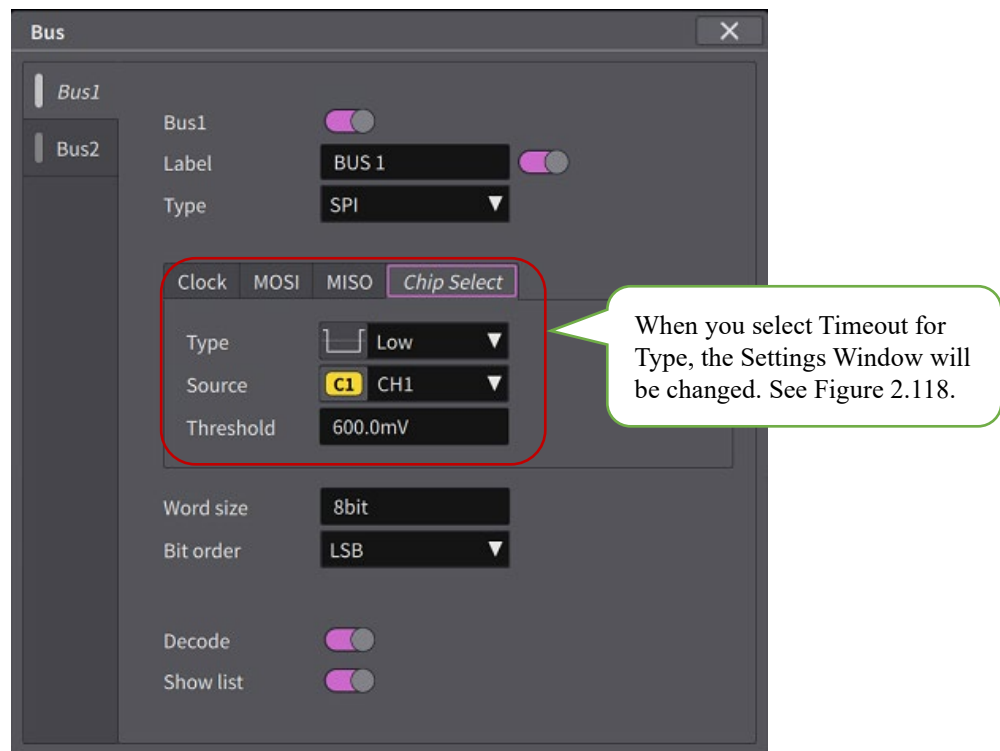 Bus
Bus1
Bus2
Bus1
Label BUS 1
Type SPI
Clock MOSI MISO Chip Select
Type Low
Source C1 CH1
Threshold 600.0mV
When you select Timeout for
Type, the Settings Window will
be changed. See Figure 2.118.
Word size 8bit
Bit order LSB
Decode
Show list